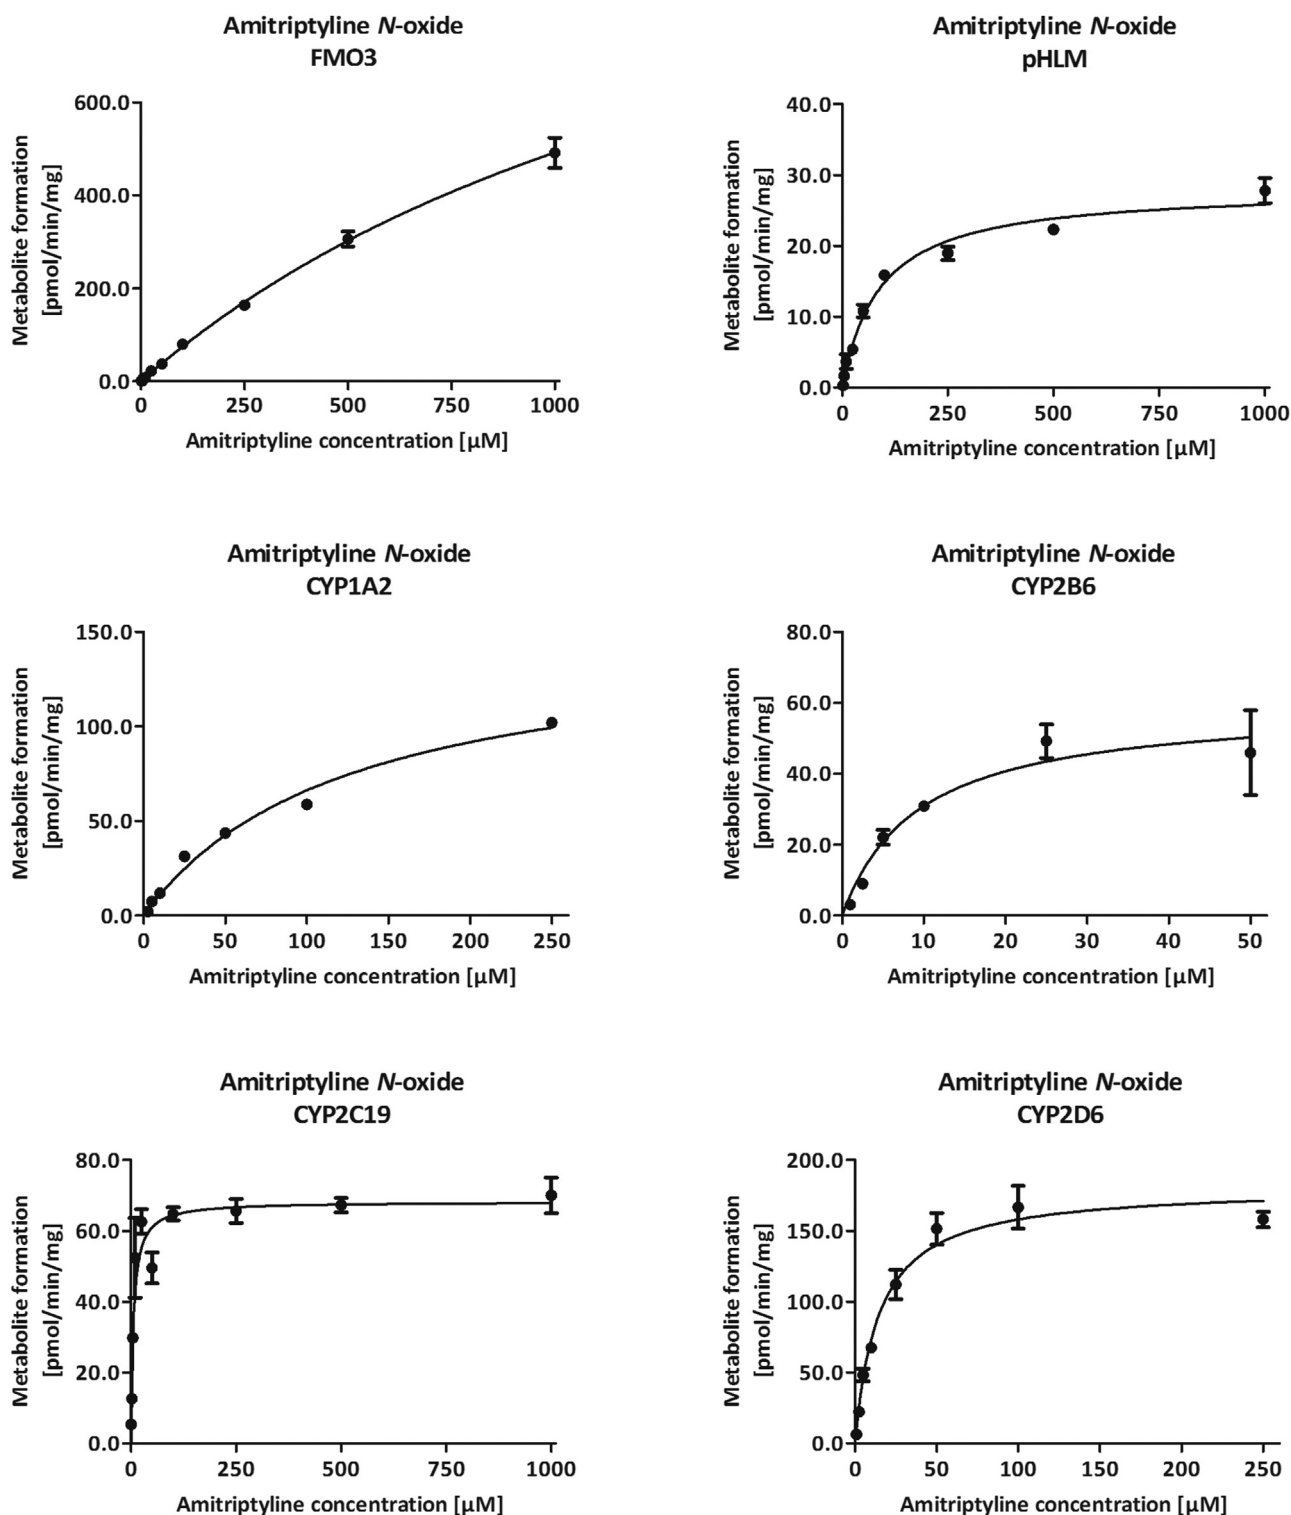 Amitriptyline N-oxide
FMO3
600.0
400.0
200.0
0.0
0 250 500 750 1000
Metabolite formation
[pmol/min/mg]
Amitriptyline concentration [µM]
Amitriptyline N-oxide
pHLM
40.0
30.0
20.0
10.0
0.0
0 250 500 750 1000
Metabolite formation
[pmol/min/mg]
Amitriptyline concentration [µM]
Amitriptyline N-oxide
CYP1A2
150.0
100.0
50.0
0.0
0 50 100 150 200 250
Metabolite formation
[pmol/min/mg]
Amitriptyline concentration [µM]
Amitriptyline N-oxide
CYP2B6
80.0
60.0
40.0
20.0
0.0
0 10 20 30 40 50
Metabolite formation
[pmol/min/mg]
Amitriptyline concentration [µM]
Amitriptyline N-oxide
CYP2C19
80.0
60.0
40.0
20.0
0.0
0 250 500 750 1000
Metabolite formation
[pmol/min/mg]
Amitriptyline concentration [µM]
Amitriptyline N-oxide
CYP2D6
200.0
150.0
100.0
50.0
0.0
0 50 100 150 200 250
Metabolite formation
[pmol/min/mg]
Amitriptyline concentration [µM]